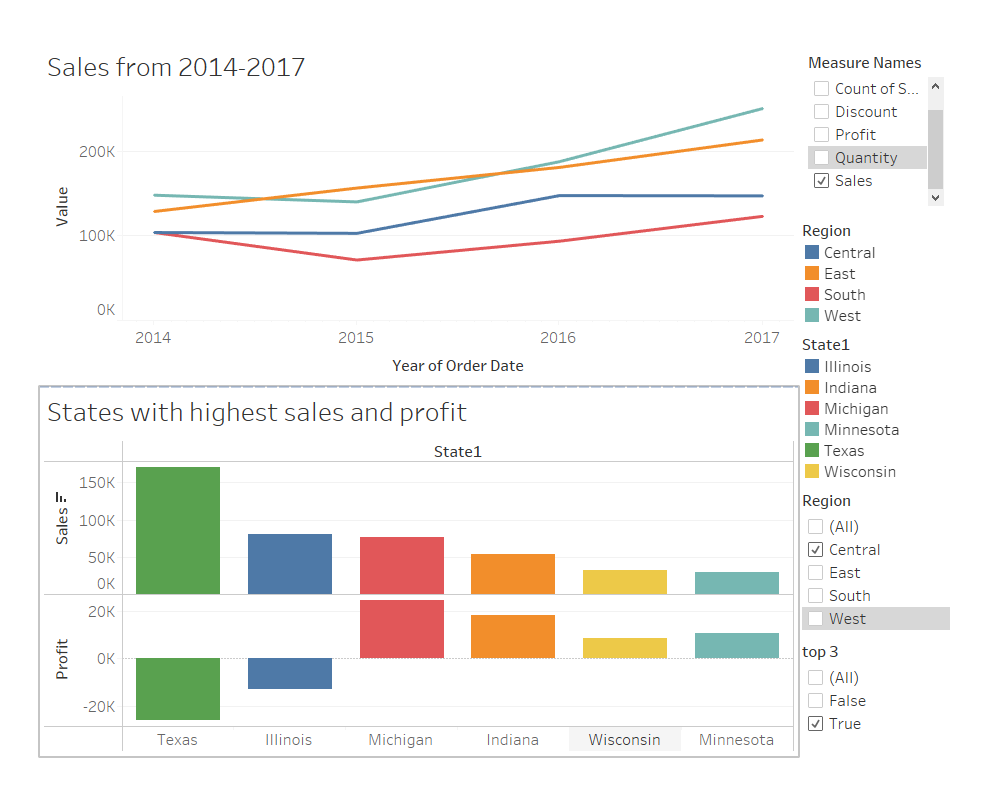 Sales from 2014-2017
Value
200K
100K
0K
2014 2015 2016 2017
Year of Order Date
States with highest sales and profit
State1
Sales
150K
100K
50K
0K
Profit
20K
0K
-20K
Texas Illinois Michigan Indiana Wisconsin Minnesota
Measure Names
Count of S...
Discount
Profit
Quantity
Sales
Region
Central
East
South
West
State1
Illinois
Indiana
Michigan
Minnesota
Texas
Wisconsin
Region
(All)
Central
East
South
West
top 3
(All)
False
True